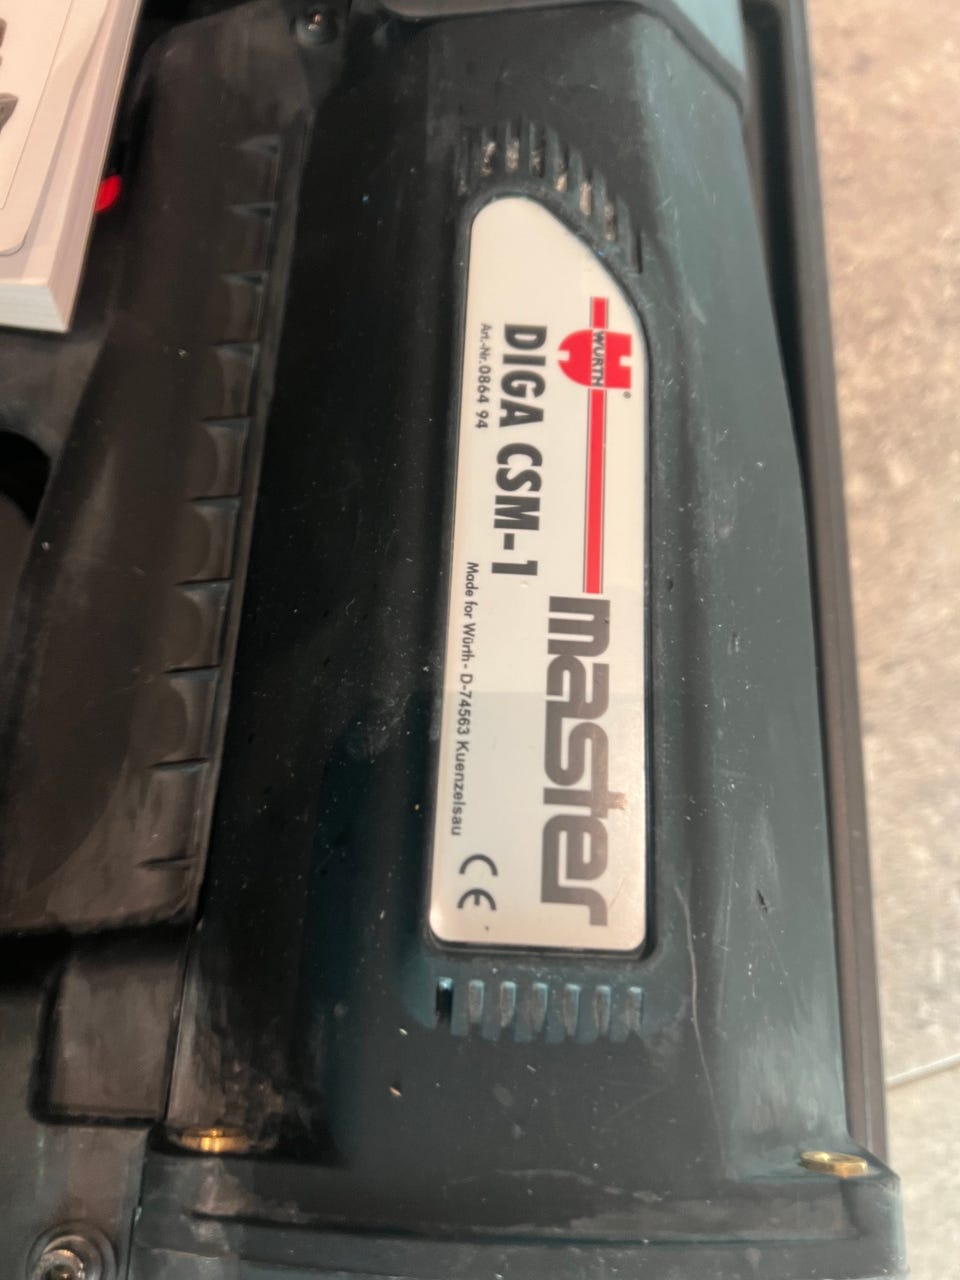 WÜRTH®
master
DIGA CSM-1
Art.-Nr. 0864 94
Made for Würth - D-74563 Kuenzelsau
CE